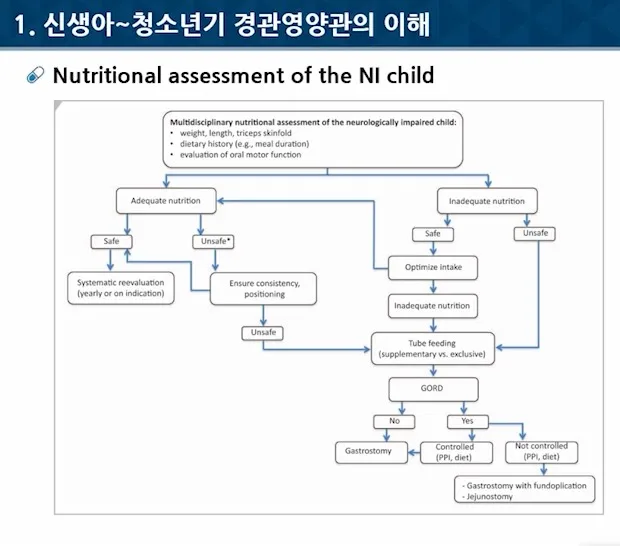 1. 신생아~청소년기 경관영양관의 이해
Nutritional assessment of the NI child
Multidisciplinary nutritional assessment of the neurologically impaired child:
• weight, length, triceps skinfold
• dietary history (e.g., meal duration)
• evaluation of oral motor function
Adequate nutrition
Inadequate nutrition
Safe
Unsafe*
Safe
Unsafe
Systematic reevaluation
(yearly or on indication)
Ensure consistency,
positioning
Optimize intake
Inadequate nutrition
Unsafe
Tube feeding
(supplementary vs. exclusive)
GORD
No
Yes
Gastrostomy
Controlled
(PPI, diet)
Not controlled
(PPI, diet)
- Gastrostomy with fundoplication
- Jejunostomy